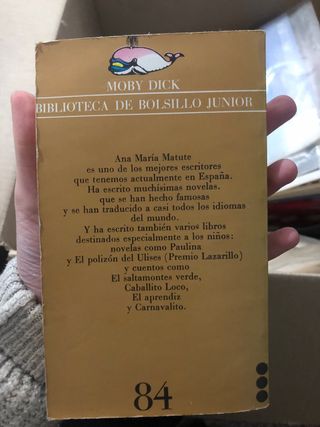 MOBY DICK
BIBLIOTECA DE BOLSILLO JUNIOR
Ana María Matute
es uno de los mejores escritores
que tenemos actualmente en España.
Ha escrito muchísimas novelas.
que se han hecho famosas
y se han traducido a casi todos los idiomas
del mundo.
Y ha escrito también varios libros
destinados especialmente a los niños:
novelas como Paulina
y El polizón del Ulises (Premio Lazarillo)
y cuentos como
El saltamontes verde,
Caballito Loco,
El aprendiz
y Carnavalito.
84